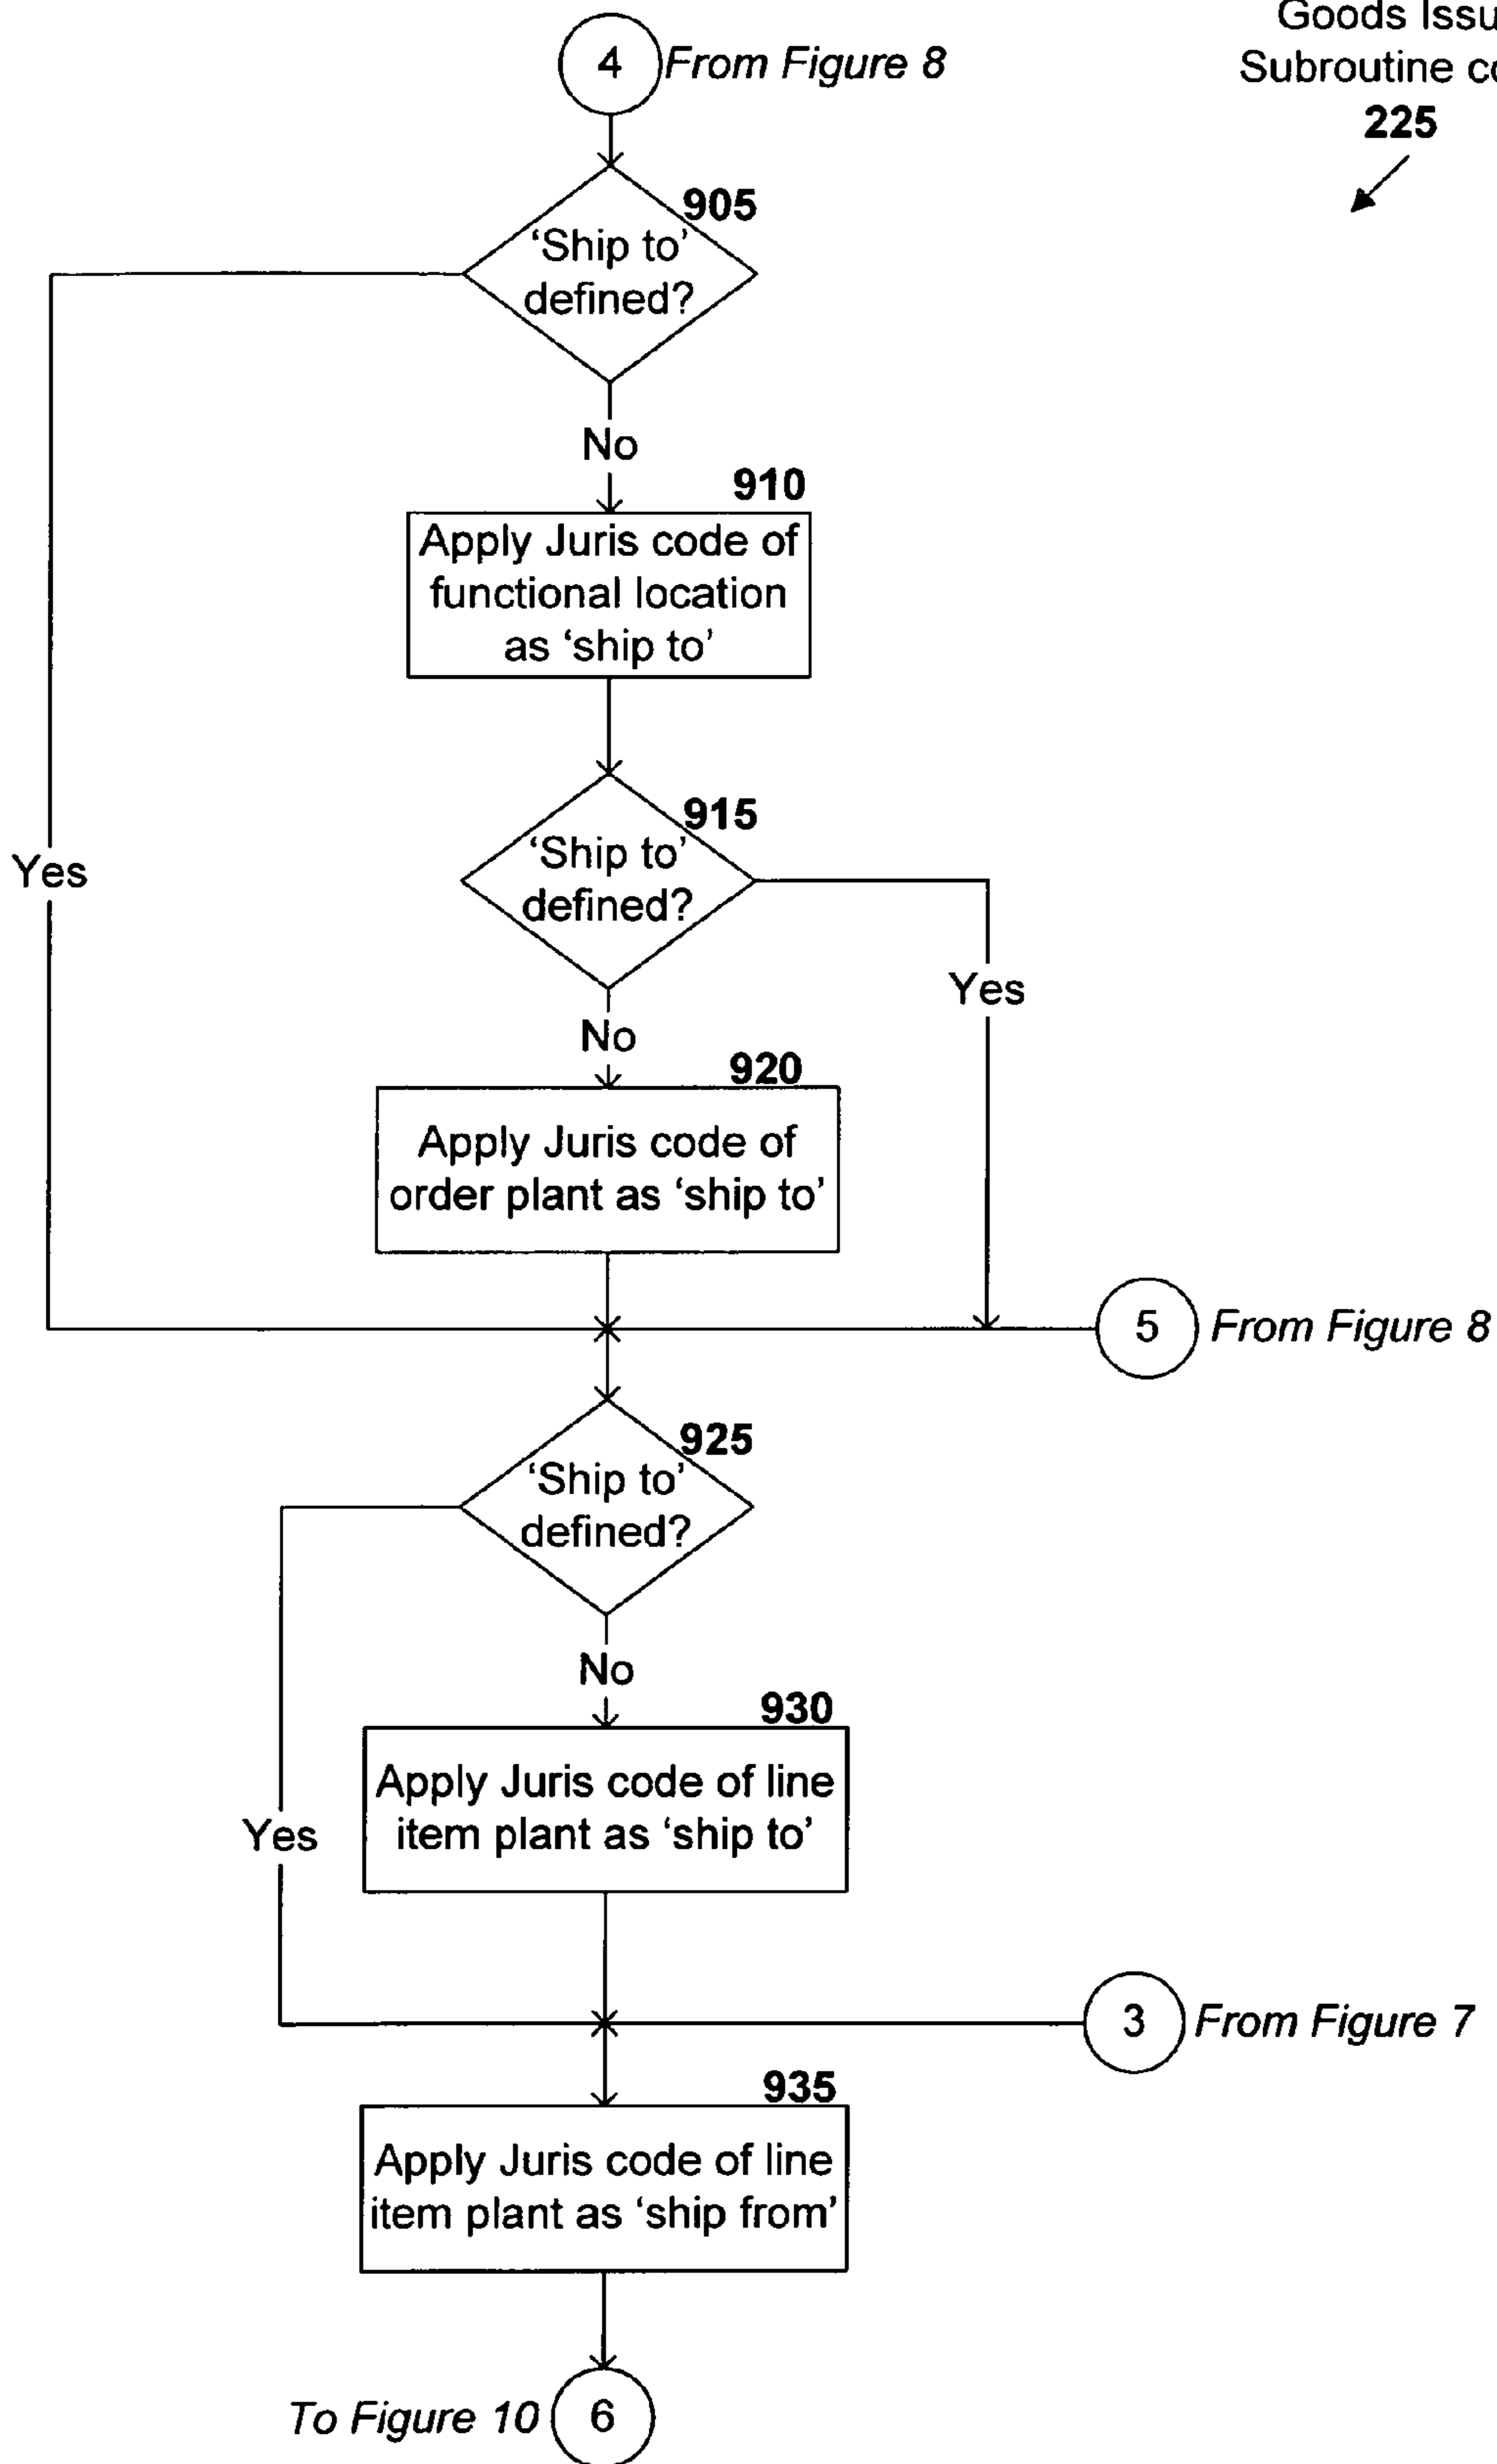 Goods Issu
Subroutine co
225
4 From Figure 8
905
‘Ship to’
defined?
No
910
Apply Juris code of
functional location
as ‘ship to’
915
‘Ship to’
defined?
Yes
Yes
No
920
Apply Juris code of
order plant as ‘ship to’
5 From Figure 8
925
‘Ship to’
defined?
No
930
Apply Juris code of line
item plant as ‘ship to’
Yes
3 From Figure 7
935
Apply Juris code of line
item plant as ‘ship from’
To Figure 10 6